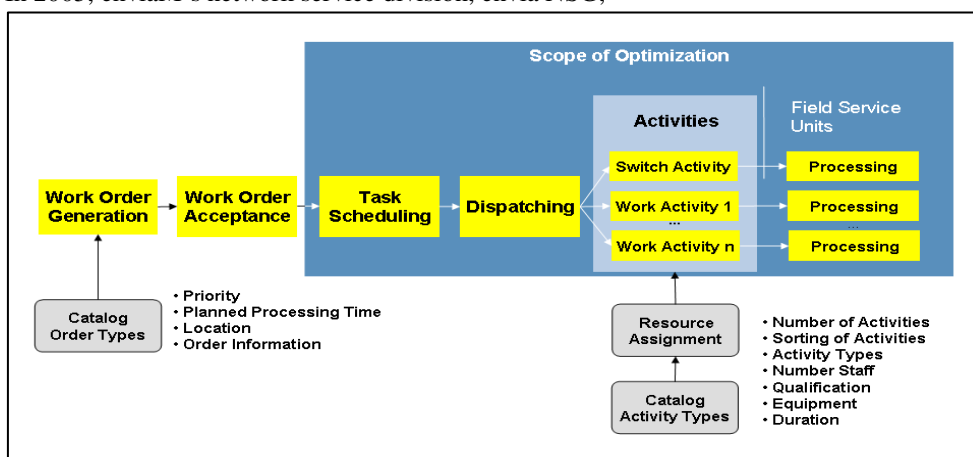 Scope of Optimization
Activities
Field Service
Units
Switch Activity
Processing
Work Order
Generation
Work Order
Acceptance
Task
Scheduling
Dispatching
Work Activity 1
Processing
...
...
Work Activity n
Processing
Catalog
Order Types
• Priority
• Planned Processing Time
• Location
• Order Information
Resource
Assignment
Catalog
Activity Types
• Number of Activities
• Sorting of Activities
• Activity Types
• Number Staff
• Qualification
• Equipment
• Duration